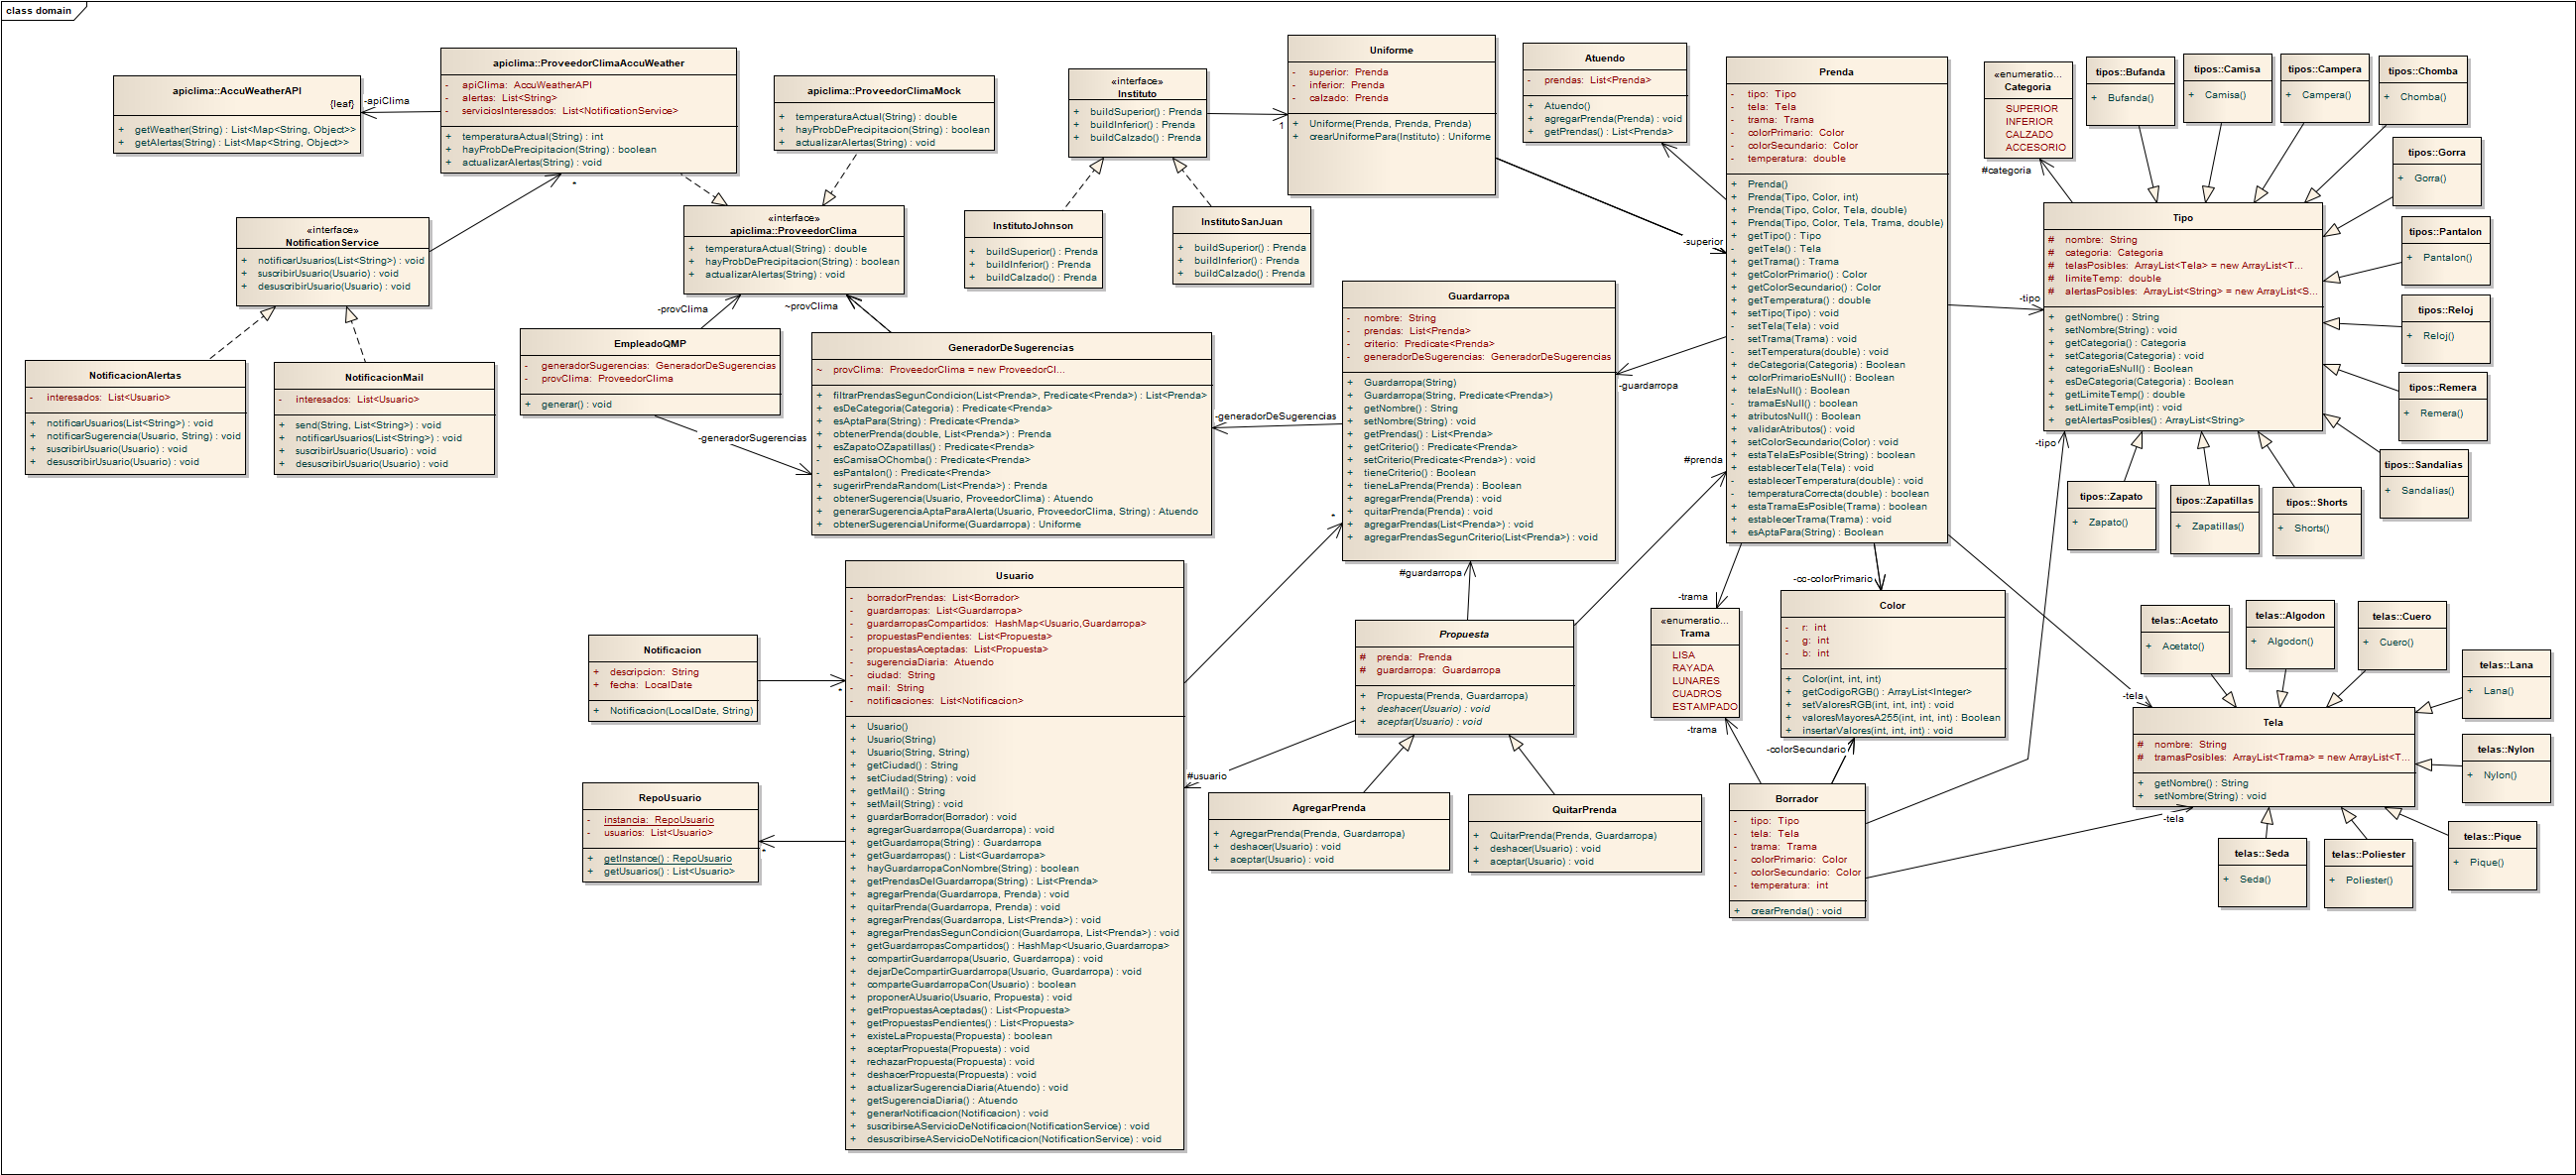 class domain
apiclima::AccuWeatherAPI
{leaf}
+ getWeather(String) : List<Map<String, Object>>
+ getAlertas(String) : List<Map<String, Object>>
-apiClima
apiclima::ProveedorClimaAccuWeather
- apiClima: AccuWeatherAPI
- alertas: List<String>
- serviciosInteresados: List<NotificationService>
+ temperaturaActual(String) : int
+ hayProbDePrecipitacion(String) : boolean
+ actualizarAlertas(String) : void
*
apiclima::ProveedorClimaMock
+ temperaturaActual(String) : double
+ hayProbDePrecipitacion(String) : boolean
+ actualizarAlertas(String) : void
«interface»
Instituto
+ buildSuperior() : Prenda
+ buildInferior() : Prenda
+ buildCalzado() : Prenda
1
Uniforme
- superior: Prenda
- inferior: Prenda
- calzado: Prenda
+ Uniforme(Prenda, Prenda, Prenda)
+ crearUniformePara(Instituto) : Uniforme
Atuendo
- prendas: List<Prenda>
+ Atuendo()
+ agregarPrenda(Prenda) : void
+ getPrendas() : List<Prenda>
Prenda
- tipo: Tipo
- tela: Tela
- trama: Trama
- colorPrimario: Color
- colorSecundario: Color
- temperatura: double
+ Prenda()
+ Prenda(Tipo, Color, int)
+ Prenda(Tipo, Color, Tela, double)
+ Prenda(Tipo, Color, Tela, Trama, double)
+ getTipo() : Tipo
- getTela() : Tela
+ getTrama() : Trama
+ getColorPrimario() : Color
+ getColorSecundario() : Color
+ getTemperatura() : double
+ setTipo(Tipo) : void
- setTela(Tela) : void
- setTrama(Trama) : void
- setTemperatura(double) : void
+ deCategoria(Categoria) : Boolean
+ colorPrimarioEsNull() : Boolean
+ telaEsNull() : Boolean
- tramaEsNull() : boolean
+ atributosNull() : Boolean
+ validarAtributos() : void
+ setColorSecundario(Color) : void
+ estaTelaEsPosible(String) : boolean
+ establecerTela(Tela) : void
- establecerTemperatura(double) : void
- temperaturaCorrecta(double) : boolean
+ estaTramaEsPosible(Trama) : boolean
+ establecerTrama(Trama) : void
+ esAptaPara(String) : Boolean
-superior
«enumeratio...
Categoria
SUPERIOR
INFERIOR
CALZADO
ACCESORIO
#categoria
tipos::Bufanda
+ Bufanda()
tipos::Camisa
+ Camisa()
tipos::Campera
+ Campera()
tipos::Chomba
+ Chomba()
tipos::Gorra
+ Gorra()
tipos::Pantalon
+ Pantalon()
tipos::Reloj
+ Reloj()
tipos::Remera
+ Remera()
tipos::Sandalias
+ Sandalias()
tipos::Shorts
+ Shorts()
tipos::Zapatillas
+ Zapatillas()
tipos::Zapato
+ Zapato()
Tipo
# nombre: String
# categoria: Categoria
# telasPosibles: ArrayList<Tela> = new ArrayList<T...
# limiteTemp: double
# alertasPosibles: ArrayList<String> = new ArrayList<S...
+ getNombre() : String
+ setNombre(String) : void
+ getCategoria() : Categoria
+ setCategoria(Categoria) : void
+ categoriaEsNull() : Boolean
+ esDeCategoria(Categoria) : Boolean
+ getLimiteTemp() : double
+ setLimiteTemp(int) : void
+ getAlertasPosibles() : ArrayList<String>
-tipo
-tipo
«interface»
NotificationService
+ notificarUsuarios(List<String>) : void
+ suscribirUsuario(Usuario) : void
+ desuscribirUsuario(Usuario) : void
«interface»
apiclima::ProveedorClima
+ temperaturaActual(String) : double
+ hayProbDePrecipitacion(String) : boolean
+ actualizarAlertas(String) : void
-provClima
~provClima
InstitutoJohnson
+ buildSuperior() : Prenda
+ buildInferior() : Prenda
+ buildCalzado() : Prenda
InstitutoSanJuan
+ buildSuperior() : Prenda
+ buildInferior() : Prenda
+ buildCalzado() : Prenda
NotificacionAlertas
- interesados: List<Usuario>
+ notificarUsuarios(List<String>) : void
+ notificarSugerencia(Usuario, String) : void
+ suscribirUsuario(Usuario) : void
+ desuscribirUsuario(Usuario) : void
NotificacionMail
- interesados: List<Usuario>
+ send(String, List<String>) : void
+ notificarUsuarios(List<String>) : void
+ suscribirUsuario(Usuario) : void
+ desuscribirUsuario(Usuario) : void
EmpleadoQMP
- generadorSugerencias: GeneradorDeSugerencias
- provClima: ProveedorClima
+ generar() : void
-generadorSugerencias
GeneradorDeSugerencias
~ provClima: ProveedorClima = new ProveedorCl...
+ filtrarPrendasSegunCondicion(List<Prenda>, Predicate<Prenda>) : List<Prenda>
+ esDeCategoria(Categoria) : Predicate<Prenda>
+ esAptaPara(String) : Predicate<Prenda>
+ obtenerPrenda(double, List<Prenda>) : Prenda
+ esZapatoOZapatillas() : Predicate<Prenda>
- esCamisaOChomba() : Predicate<Prenda>
- esPantalon() : Predicate<Prenda>
+ sugerirPrendaRandom(List<Prenda>) : Prenda
+ obtenerSugerencia(Usuario, ProveedorClima) : Atuendo
+ generarSugerenciaAptaParaAlerta(Usuario, ProveedorClima, String) : Atuendo
+ obtenerSugerenciaUniforme(Guardarropa) : Uniforme
-generadorDeSugerencias
Guardarropa
- nombre: String
- prendas: List<Prenda>
- criterio: Predicate<Prenda>
- generadorDeSugerencias: GeneradorDeSugerencias
+ Guardarropa(String)
+ Guardarropa(String, Predicate<Prenda>)
+ getNombre() : String
+ setNombre(String) : void
+ getPrendas() : List<Prenda>
+ getCriterio() : Predicate<Prenda>
+ setCriterio(Predicate<Prenda>) : void
+ tieneCriterio() : Boolean
+ tieneLaPrenda(Prenda) : Boolean
+ agregarPrenda(Prenda) : void
+ quitarPrenda(Prenda) : void
+ agregarPrendas(List<Prenda>) : void
+ agregarPrendasSegunCriterio(List<Prenda>) : void
-guardarropa
*
#guardarropa
#prenda
Usuario
- borradorPrendas: List<Borrador>
- guardarropas: List<Guardarropa>
- guardarropasCompartidos: HashMap<Usuario,Guardarropa>
- propuestasPendientes: List<Propuesta>
- propuestasAceptadas: List<Propuesta>
- sugerenciaDiaria: Atuendo
- ciudad: String
- mail: String
- notificaciones: List<Notificacion>
+ Usuario()
+ Usuario(String)
+ Usuario(String, String)
+ getCiudad() : String
+ setCiudad(String) : void
+ getMail() : String
+ setMail(String) : void
+ guardarBorrador(Borrador) : void
+ agregarGuardarropa(Guardarropa) : void
+ getGuardarropa(String) : Guardarropa
+ getGuardarropas() : List<Guardarropa>
+ hayGuardarropaConNombre(String) : boolean
+ getPrendasDelGuardarropa(String) : List<Prenda>
+ agregarPrenda(Guardarropa, Prenda) : void
+ quitarPrenda(Guardarropa, Prenda) : void
+ agregarPrendas(Guardarropa, List<Prenda>) : void
+ agregarPrendasSegunCondicion(Guardarropa, List<Prenda>) : void
+ getGuardarropasCompartidos() : HashMap<Usuario,Guardarropa>
+ compartirGuardarropa(Usuario, Guardarropa) : void
+ dejarDeCompartirGuardarropa(Usuario, Guardarropa) : void
+ comparteGuardarropaCon(Usuario) : boolean
+ proponerAUsuario(Usuario, Propuesta) : void
+ getPropuestasAceptadas() : List<Propuesta>
+ getPropuestasPendientes() : List<Propuesta>
+ existeLaPropuesta(Propuesta) : boolean
+ aceptarPropuesta(Propuesta) : void
+ rechazarPropuesta(Propuesta) : void
+ deshacerPropuesta(Propuesta) : void
+ actualizarSugerenciaDiaria(Atuendo) : void
+ getSugerenciaDiaria() : Atuendo
+ generarNotificacion(Notificacion) : void
+ suscribirseAServicioDeNotificacion(NotificationService) : void
+ desuscribirseAServicioDeNotificacion(NotificationService) : void
Notificacion
+ descripcion: String
+ fecha: LocalDate
+ Notificacion(LocalDate, String)
*
RepoUsuario
- instancia: RepoUsuario
- usuarios: List<Usuario>
+ getInstance() : RepoUsuario
+ getUsuarios() : List<Usuario>
*
Propuesta
# prenda: Prenda
# guardarropa: Guardarropa
+ Propuesta(Prenda, Guardarropa)
+ deshacer(Usuario) : void
+ aceptar(Usuario) : void
#usuario
AgregarPrenda
+ AgregarPrenda(Prenda, Guardarropa)
+ deshacer(Usuario) : void
+ aceptar(Usuario) : void
QuitarPrenda
+ QuitarPrenda(Prenda, Guardarropa)
+ deshacer(Usuario) : void
+ aceptar(Usuario) : void
-trama
«enumeratio...
Trama
LISA
RAYADA
LUNARES
CUADROS
ESTAMPADO
-trama
-cc-colorPrimario
Color
- r: int
- g: int
- b: int
+ Color(int, int, int)
+ getCodigoRGB() : ArrayList<Integer>
+ setValoresRGB(int, int, int) : void
+ valoresMayoresA255(int, int, int) : Boolean
+ insertarValores(int, int, int) : void
-colorSecundario
Borrador
- tipo: Tipo
- tela: Tela
- trama: Trama
- colorPrimario: Color
- colorSecundario: Color
- temperatura: int
+ crearPrenda() : void
telas::Acetato
+ Acetato()
telas::Algodon
+ Algodon()
telas::Cuero
+ Cuero()
telas::Lana
+ Lana()
-tela
Tela
# nombre: String
# tramasPosibles: ArrayList<Trama> = new ArrayList<T...
+ getNombre() : String
+ setNombre(String) : void
-tela
telas::Nylon
+ Nylon()
telas::Pique
+ Pique()
telas::Seda
+ Seda()
telas::Poliester
+ Poliester()